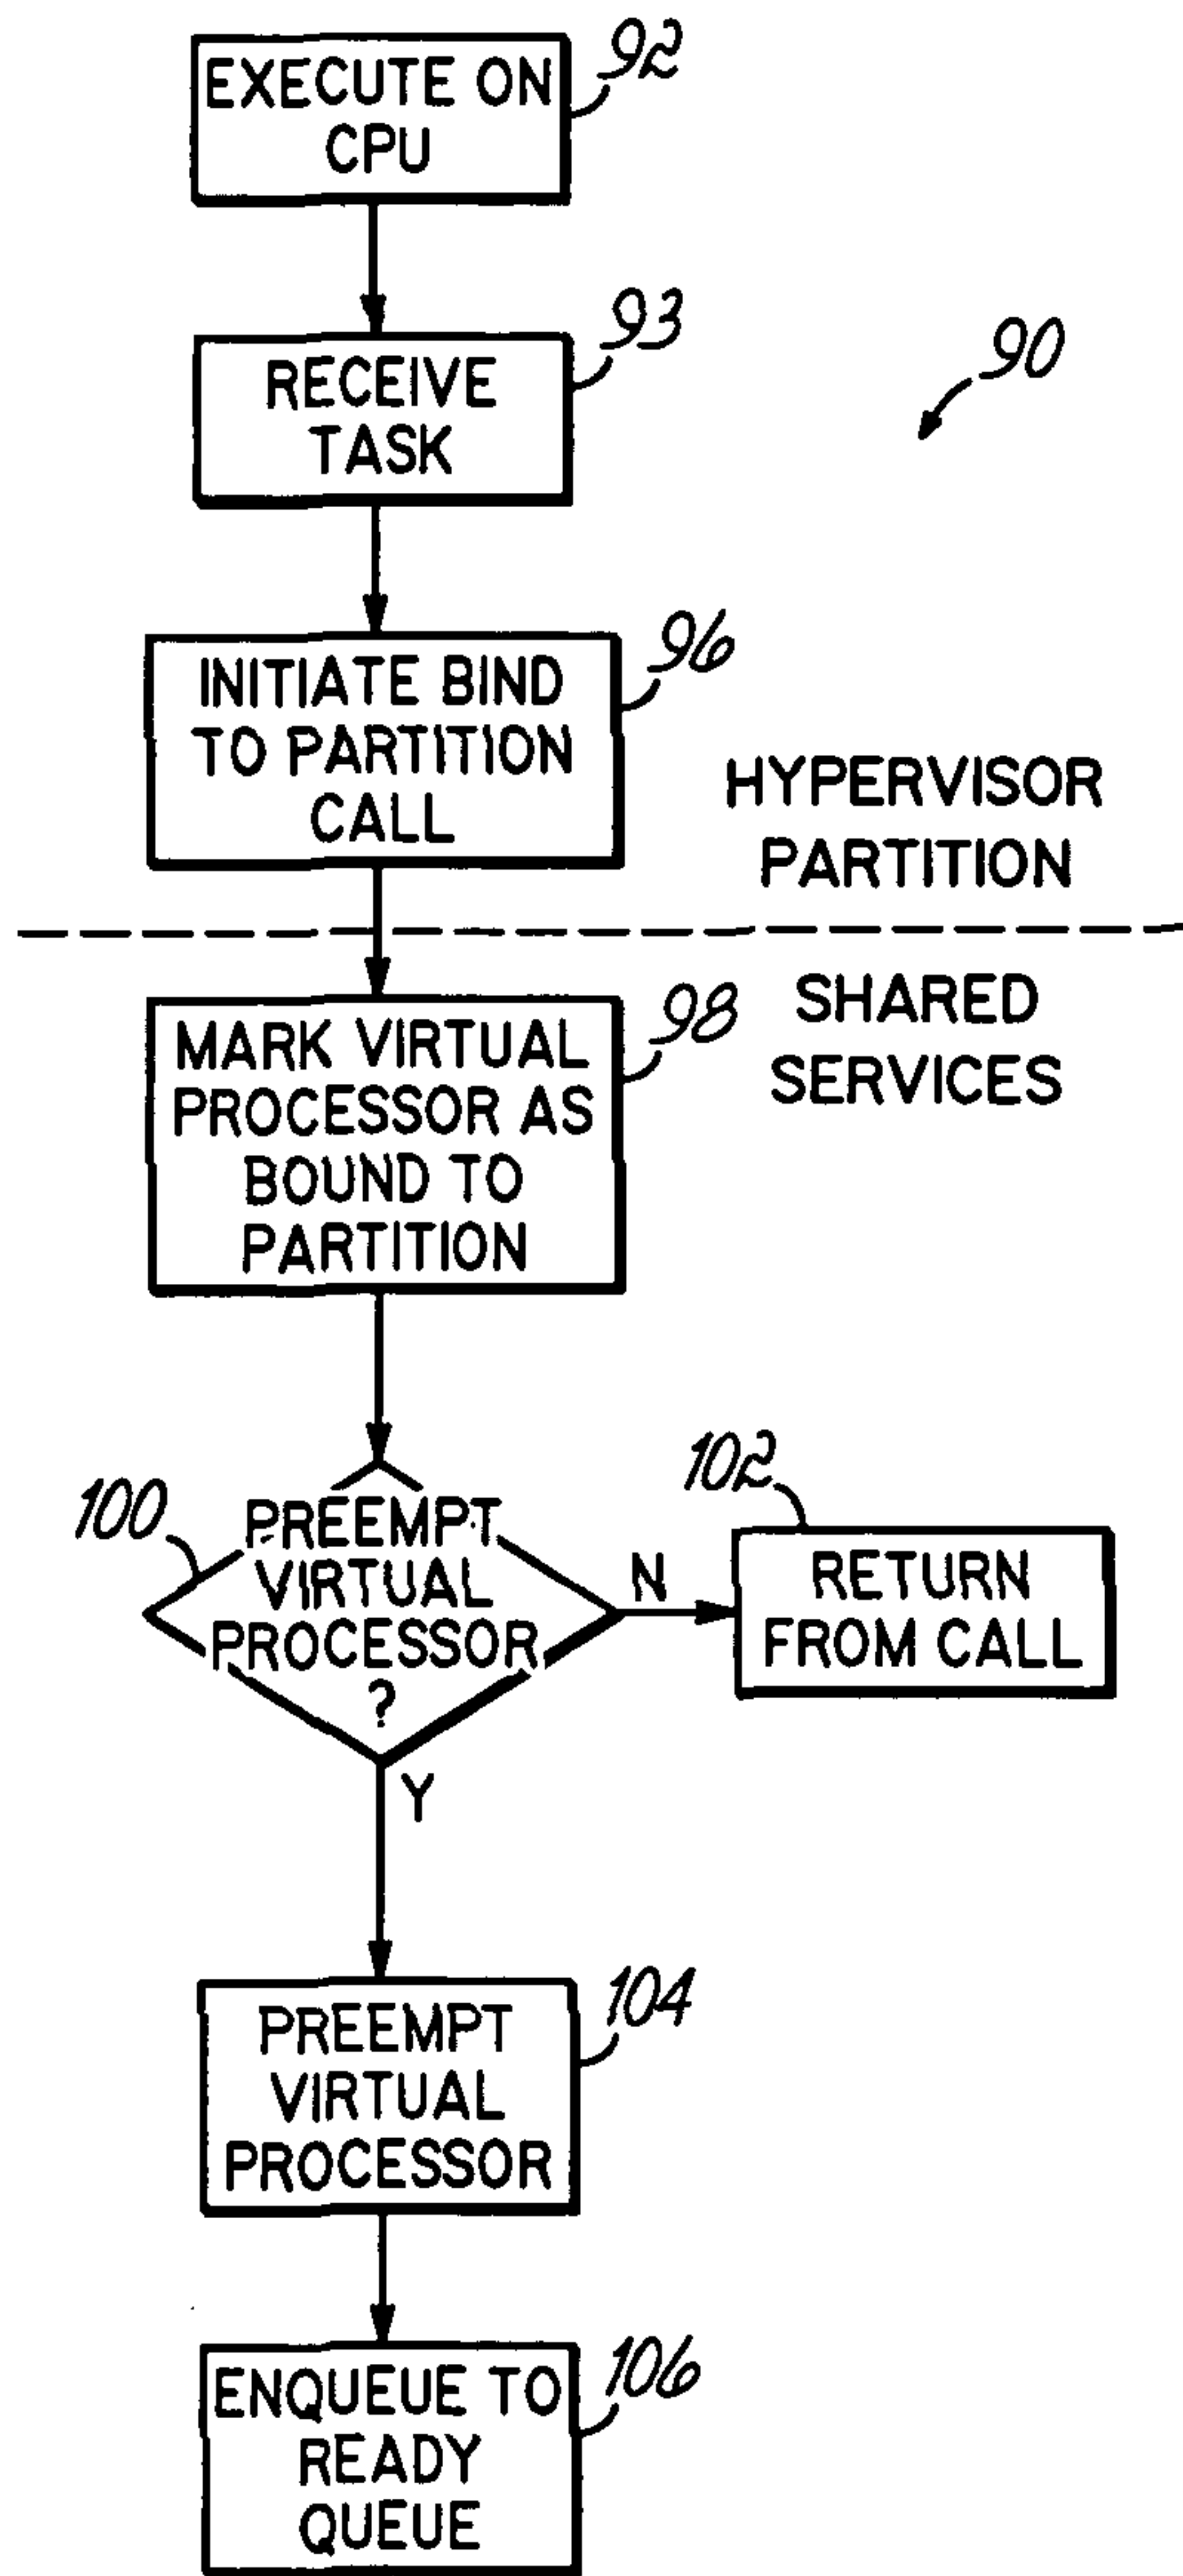 EXECUTE ON
CPU
92
RECEIVE
TASK
93
90
INITIATE BIND
TO PARTITION
CALL
96
HYPERVISOR
PARTITION
SHARED
SERVICES
MARK VIRTUAL
PROCESSOR AS
BOUND TO
PARTITION
98
100
PREEMPT
VIRTUAL
PROCESSOR
?
N
Y
102
RETURN
FROM CALL
PREEMPT
VIRTUAL
PROCESSOR
104
ENQUEUE TO
READY
QUEUE
106